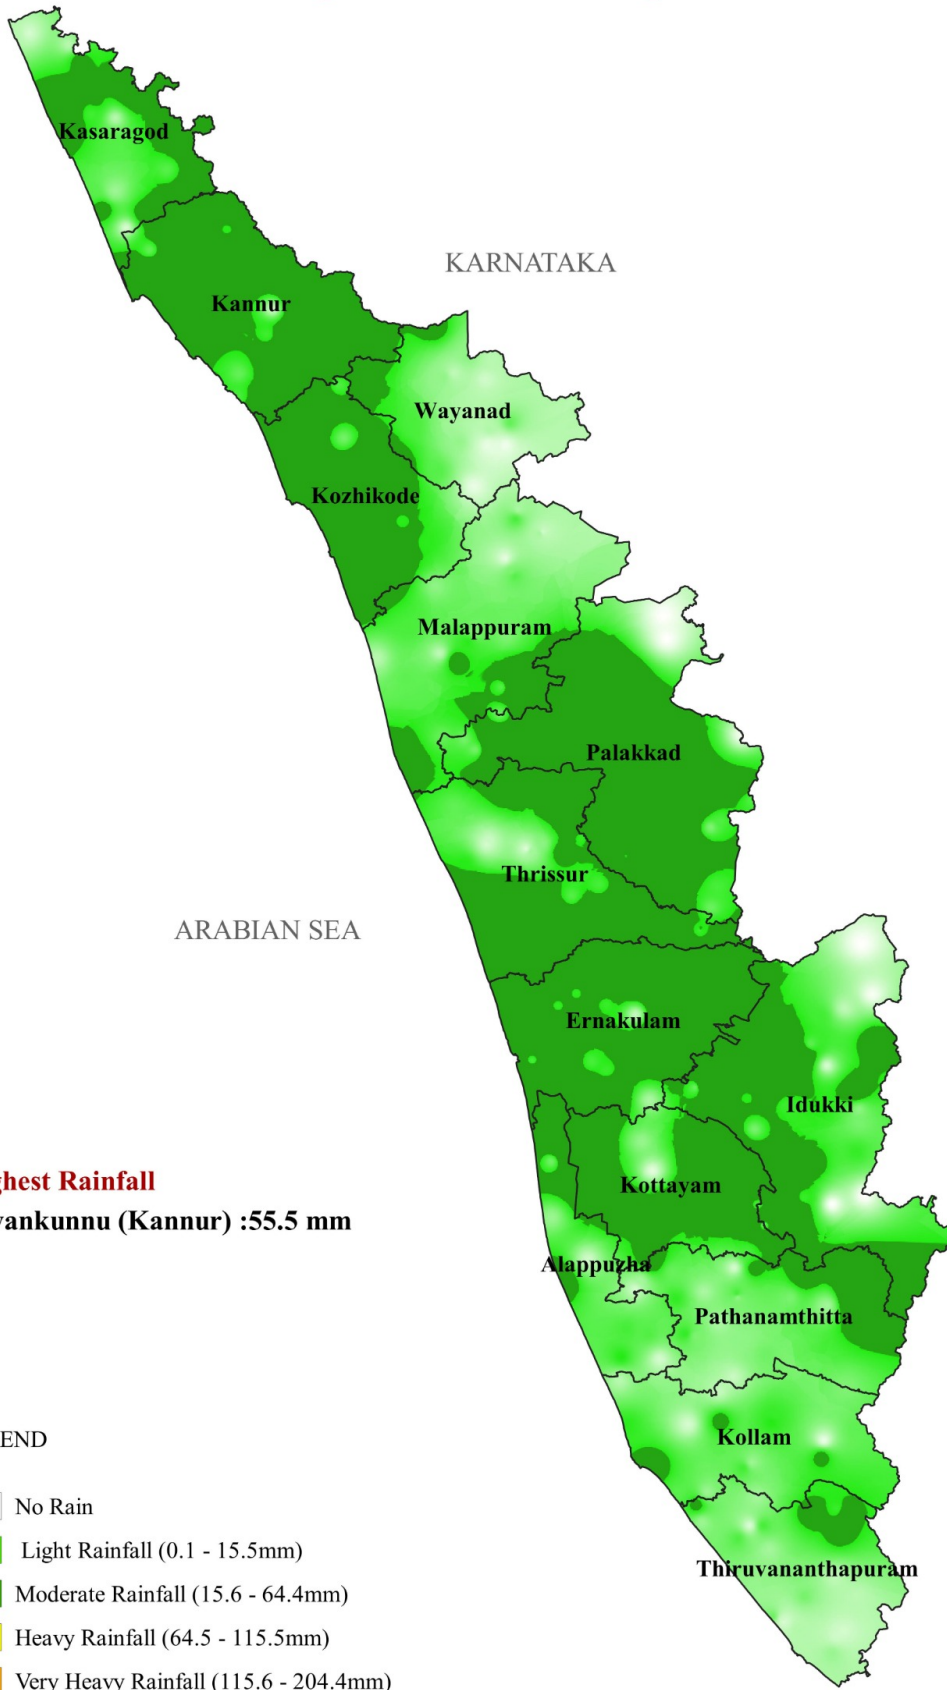 Kasaragod
KARNATAKA
Kannur
Wayanad
Kozhikode
Malappuram
Palakkad
Thrissur
ARABIAN SEA
Ernakulam
Idukki
Kottayam
ghest Rainfall
yankunnu (Kannur) :55.5 mm
Alappuzha
Pathanamthitta
Kollam
END
No Rain
Light Rainfall (0.1 - 15.5mm)
Thiruvananthapuram
Moderate Rainfall (15.6 - 64.4mm)
Heavy Rainfall (64.5 - 115.5mm)
Very Heavy Rainfall (115.6 - 204.4mm)